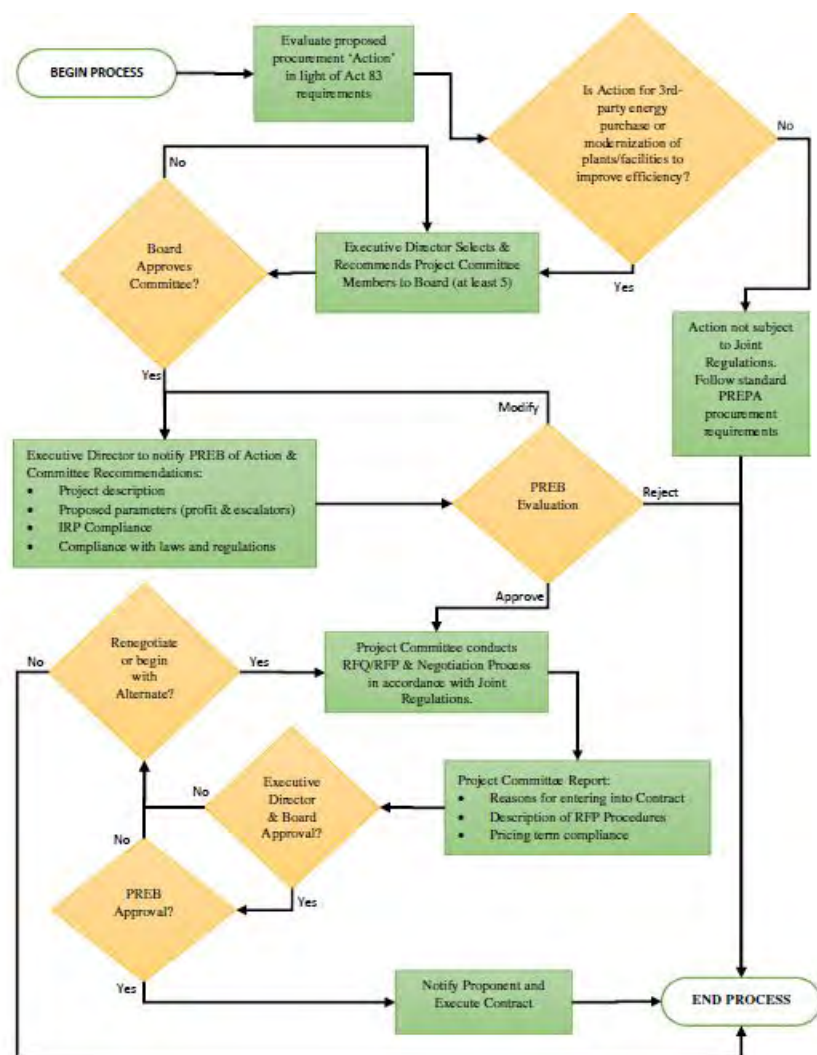 BEGIN PROCESS
Evaluate proposed
procurement ‘Action’
in light of Act 83
requirements
Is Action for 3rd-
party energy
purchase or
modernization of
plants/facilities to
improve efficiency?
No
No
Board
Approves
Committee?
Executive Director Selects &
Recommends Project Committee
Members to Board (at least 5)
Yes
Action not subject
to Joint
Regulations.
Follow standard
PREPA
procurement
requirements
Yes
Modify
Executive Director to notify PREB of Action &
Committee Recommendations:
• Project description
• Proposed parameters (profit & escalators)
• IRP Compliance
• Compliance with laws and regulations
PREB
Evaluation
Reject
Approve
Renegotiate
or begin
with
Alternate?
No
Yes
Project Committee conducts
RFQ/RFP & Negotiation Process
in accordance with Joint
Regulations.
Project Committee Report:
• Reasons for entering into Contract
• Description of RFP Procedures
• Pricing term compliance
Executive
Director
& Board
Approval?
No
No
Yes
PREB
Approval?
Yes
Notify Proponent and
Execute Contract
END PROCESS